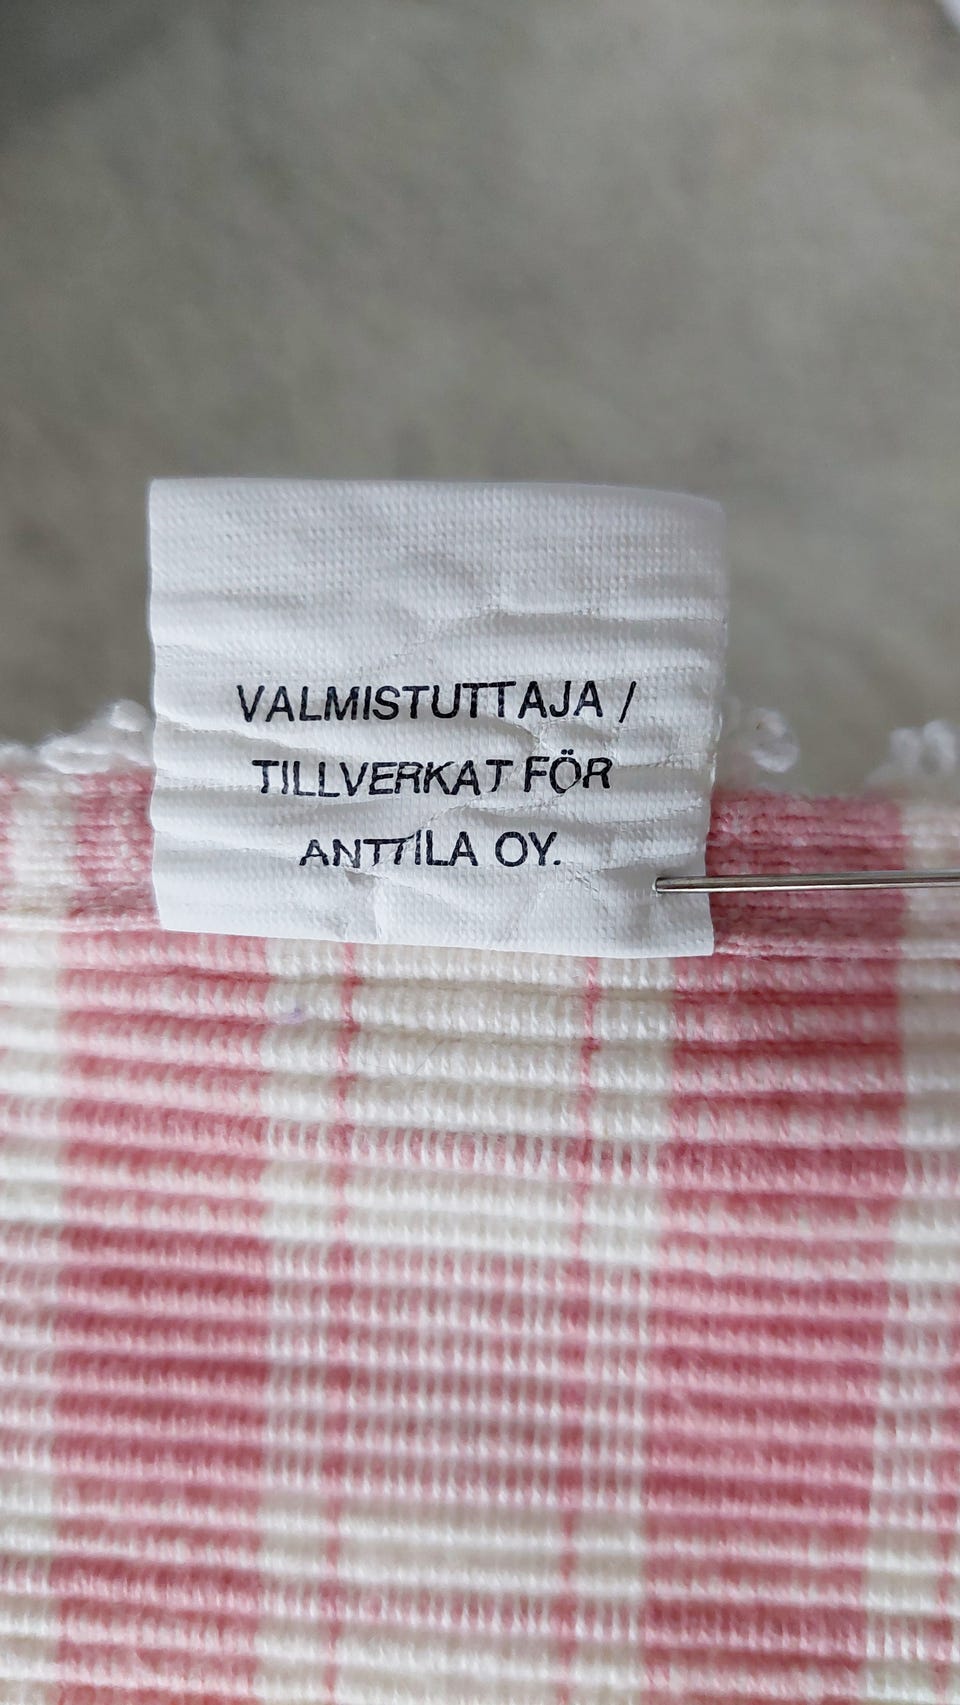 VALMISTUTTAJA /
TILLVERKAT FÖR
ANTTILA OY.